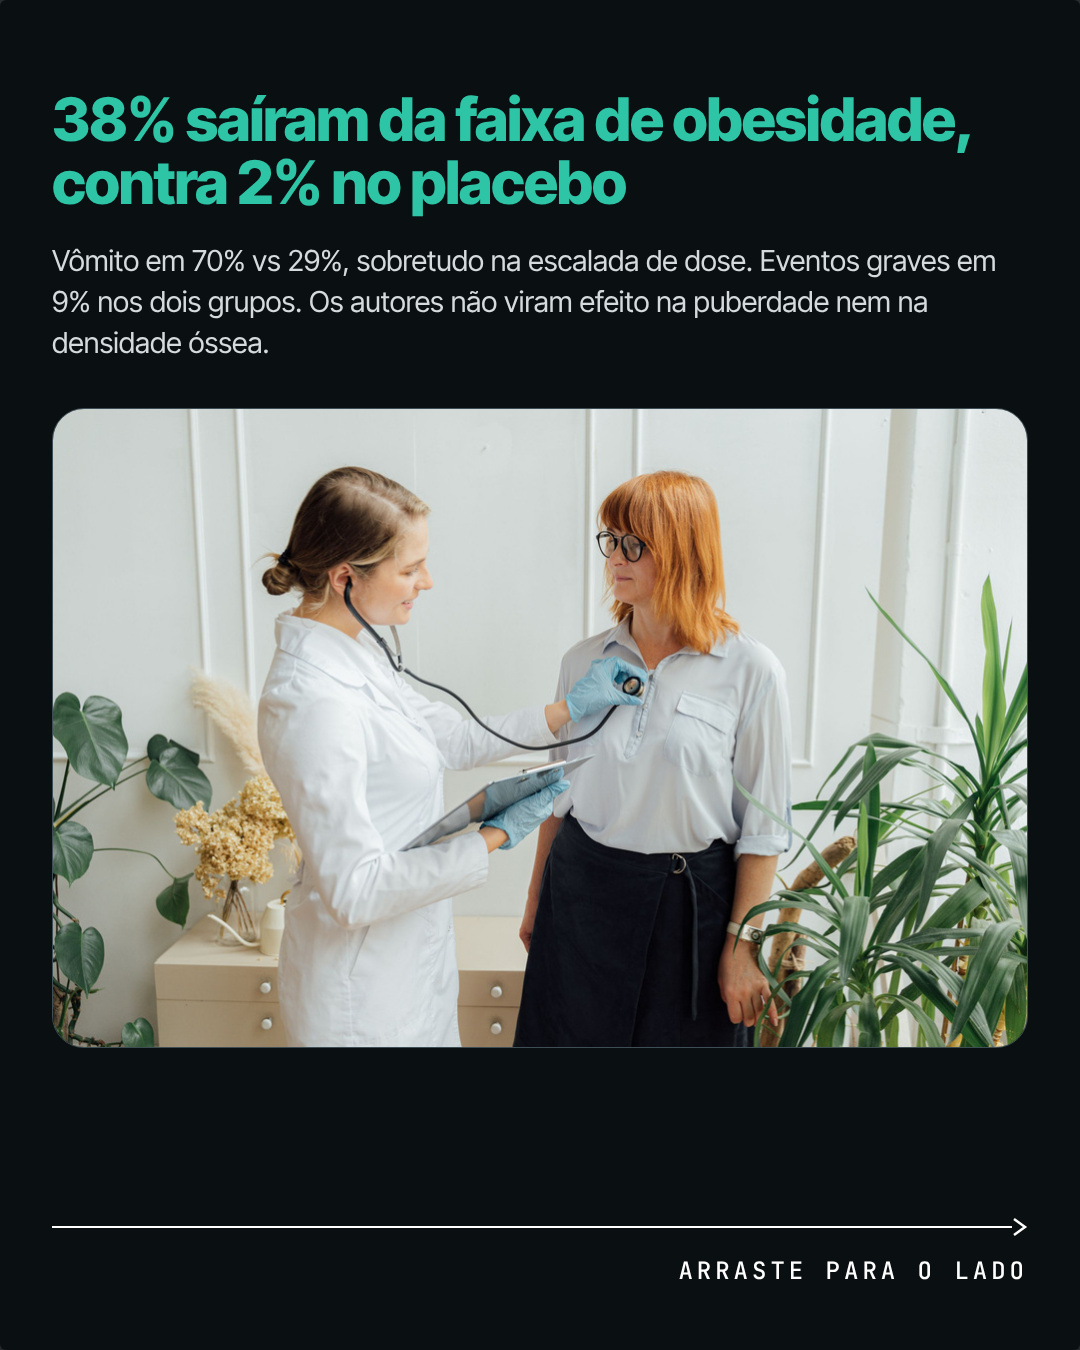 38% saíram da faixa de obesidade,
contra 2% no placebo
Vômito em 70% vs 29%, sobretudo na escalada de dose. Eventos graves em
9% nos dois grupos. Os autores não viram efeito na puberdade nem na
densidade óssea.
ARRASTE PARA O LADO